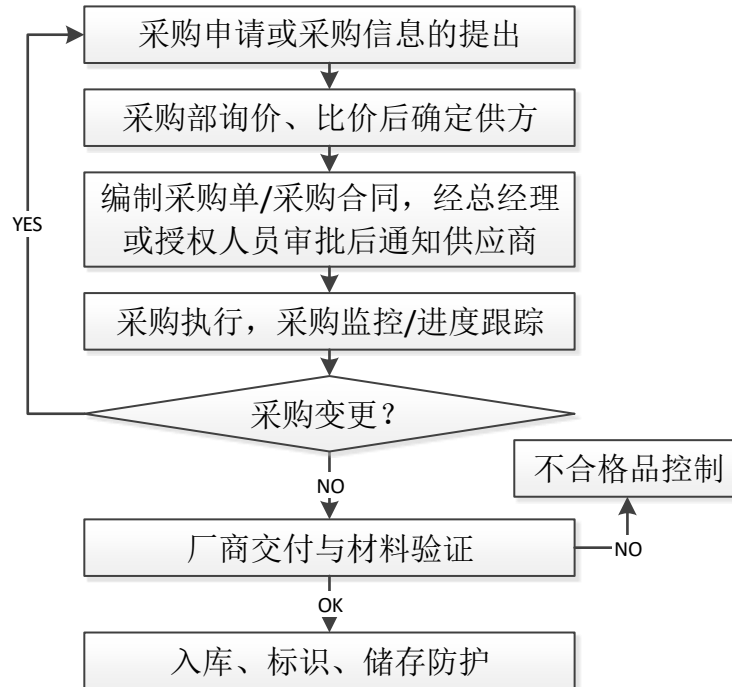 采购申请或采购信息的提出
采购部询价、比价后确定供方
YES
编制采购单/采购合同，经总经理
或授权人员审批后通知供应商
采购执行，采购监控/进度跟踪
采购变更？
不合格品控制
NO
厂商交付与材料验证
NO
OK
入库、标识、储存防护